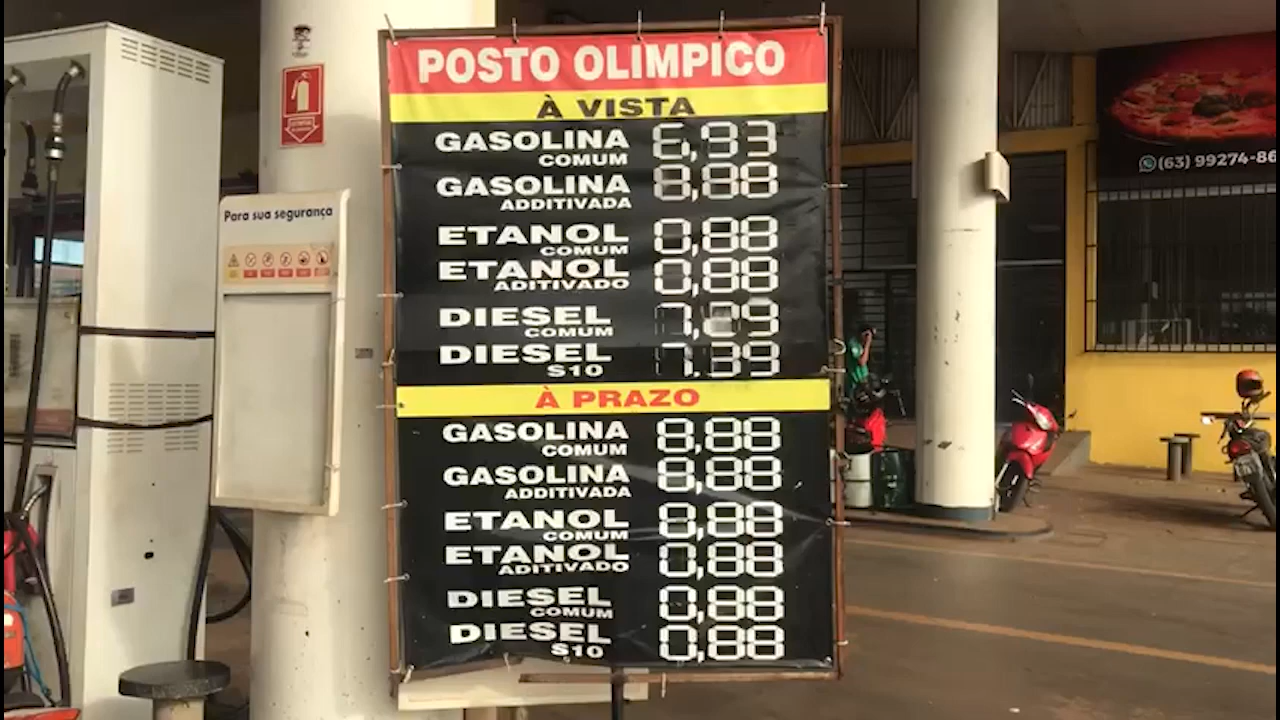 POSTO OLIMPICO
À VISTA
GASOLINA COMUM 6,93
GASOLINA ADDITIVADA 8,88
ETANOL COMUM 0,88
ETANOL ADITIVADO 0,88
DIESEL COMUM
DIESEL S10 7,39
À PRAZO
GASOLINA COMUM 8,88
GASOLINA ADDITIVADA 8,88
ETANOL COMUM 8,88
ETANOL ADITIVADO 0,88
DIESEL COMUM 0,88
DIESEL S10 0,88
Para sua segurança
(63) 99274-86